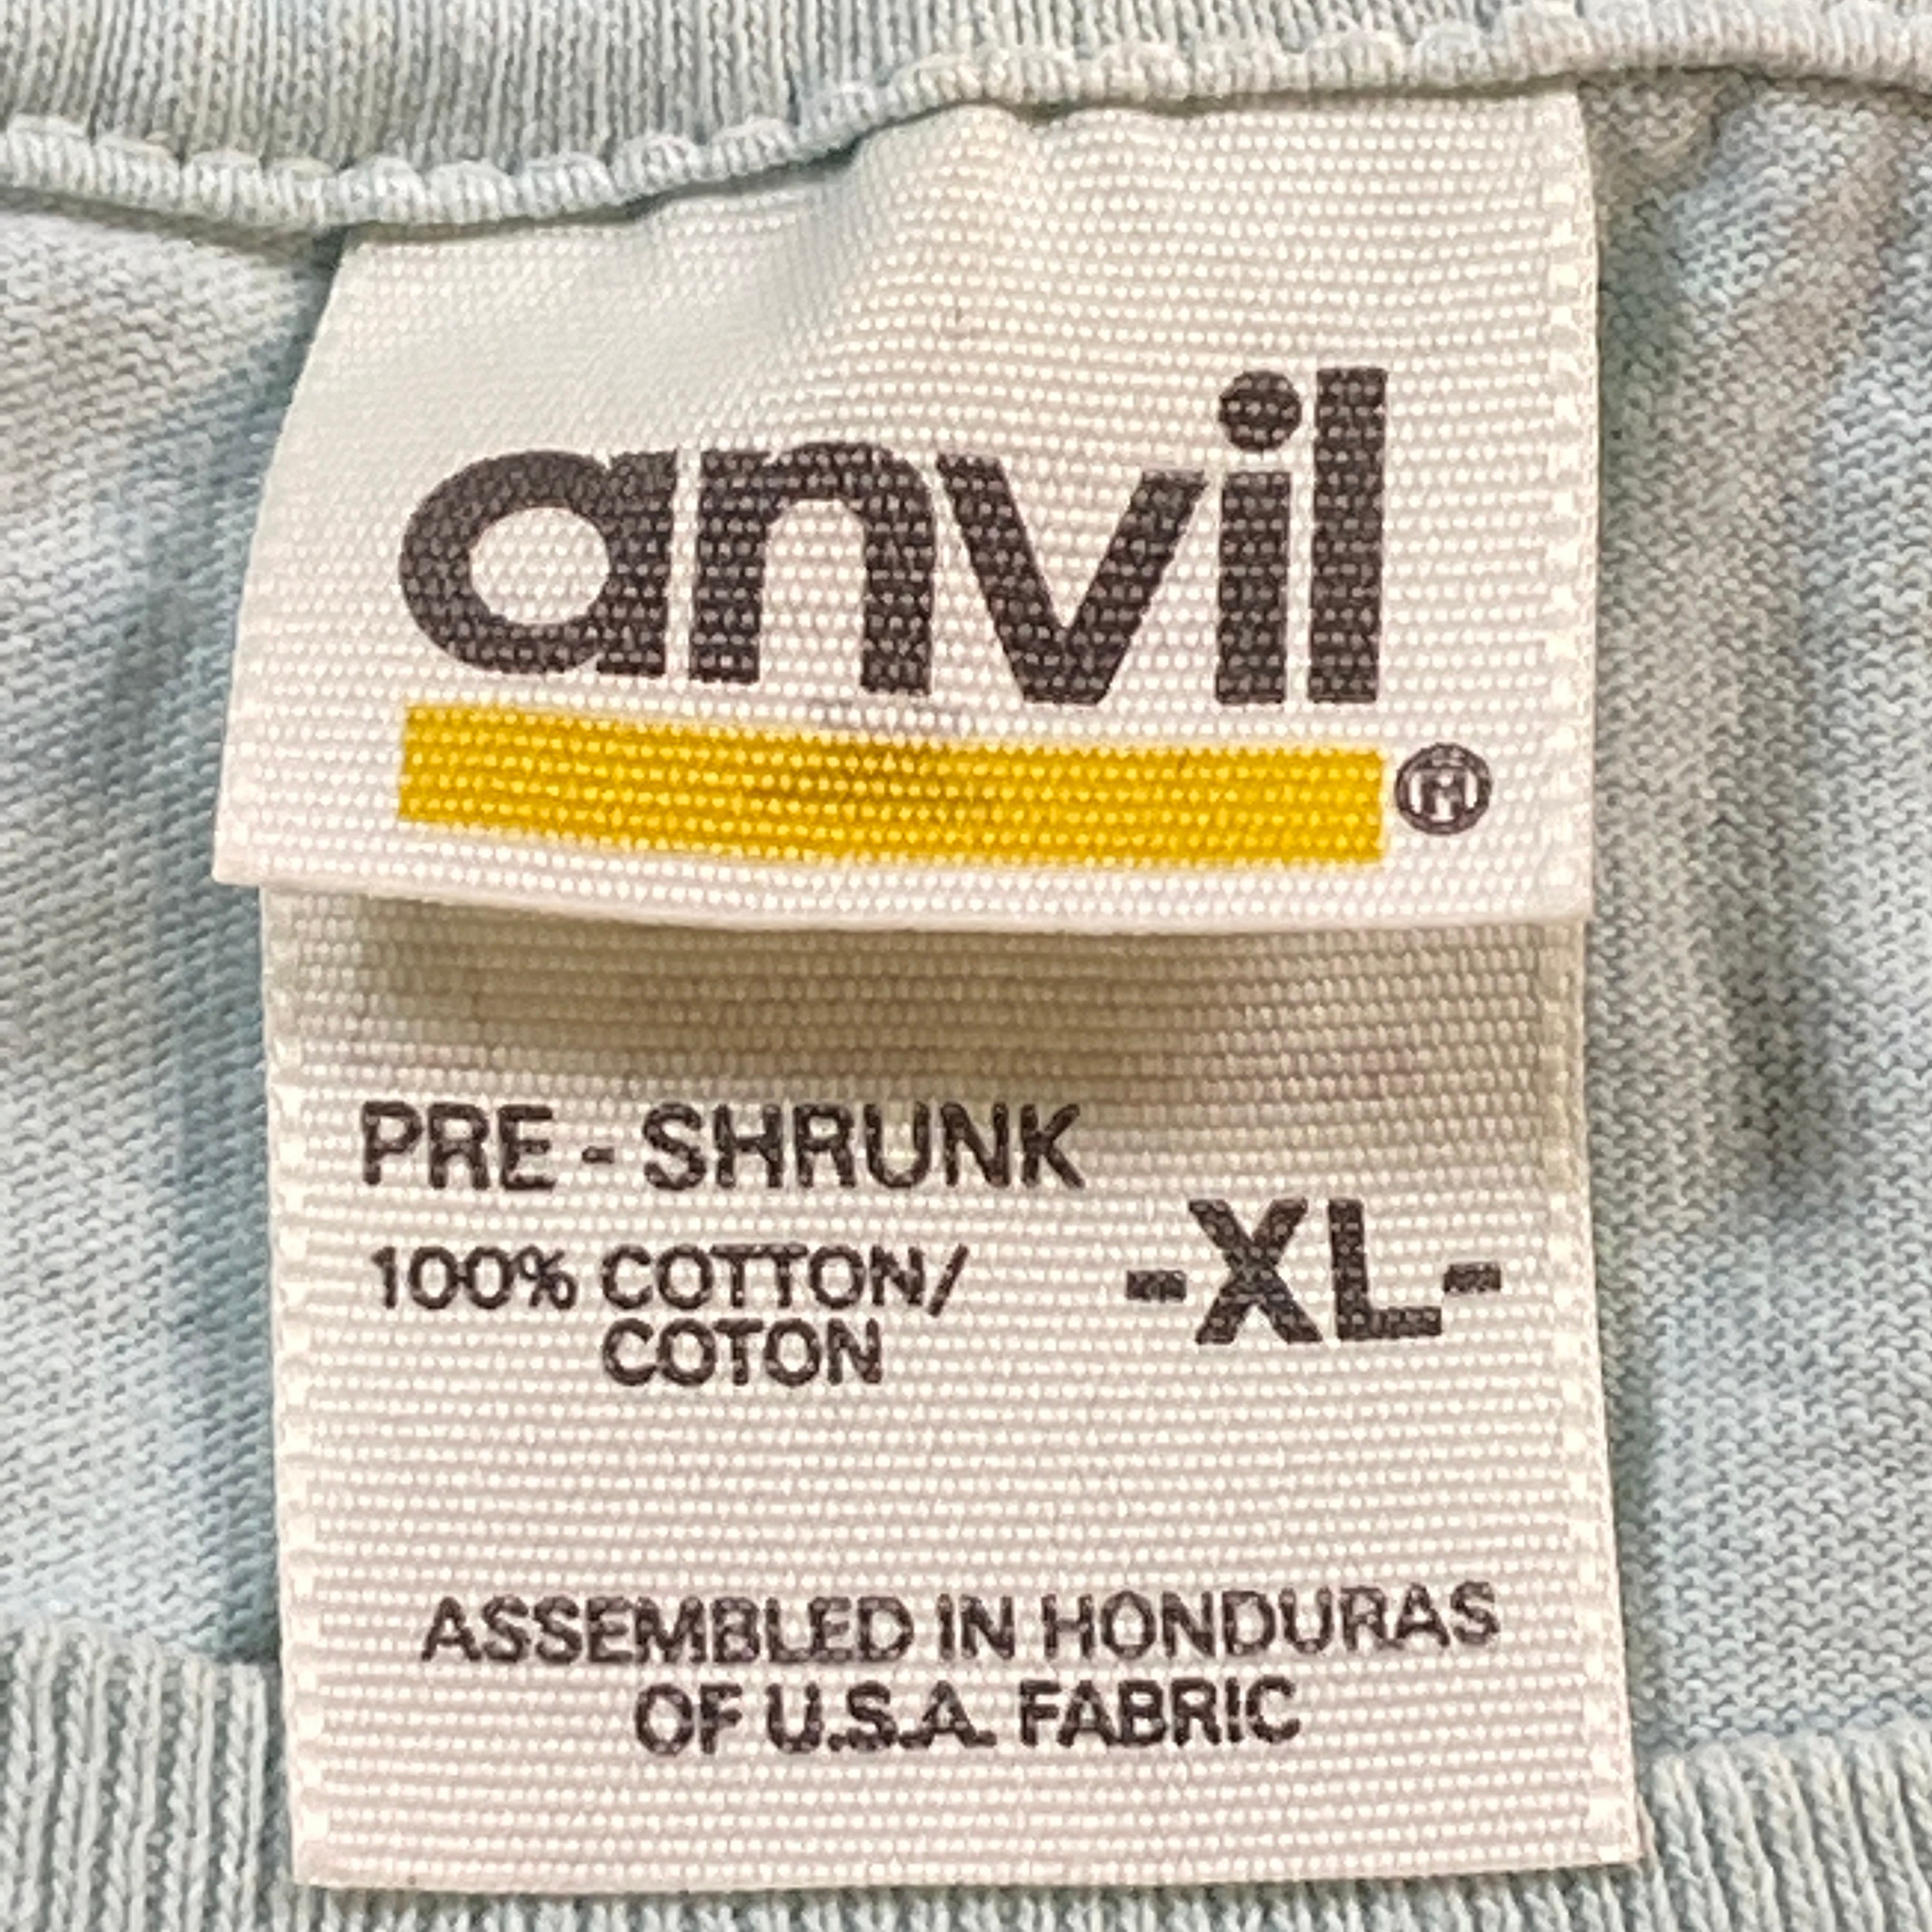 anvil
®
PRE - SHRUNK
100% COTTON/
COTON
-XL-
ASSEMBLED IN HONDURAS
OF U.S.A. FABRIC